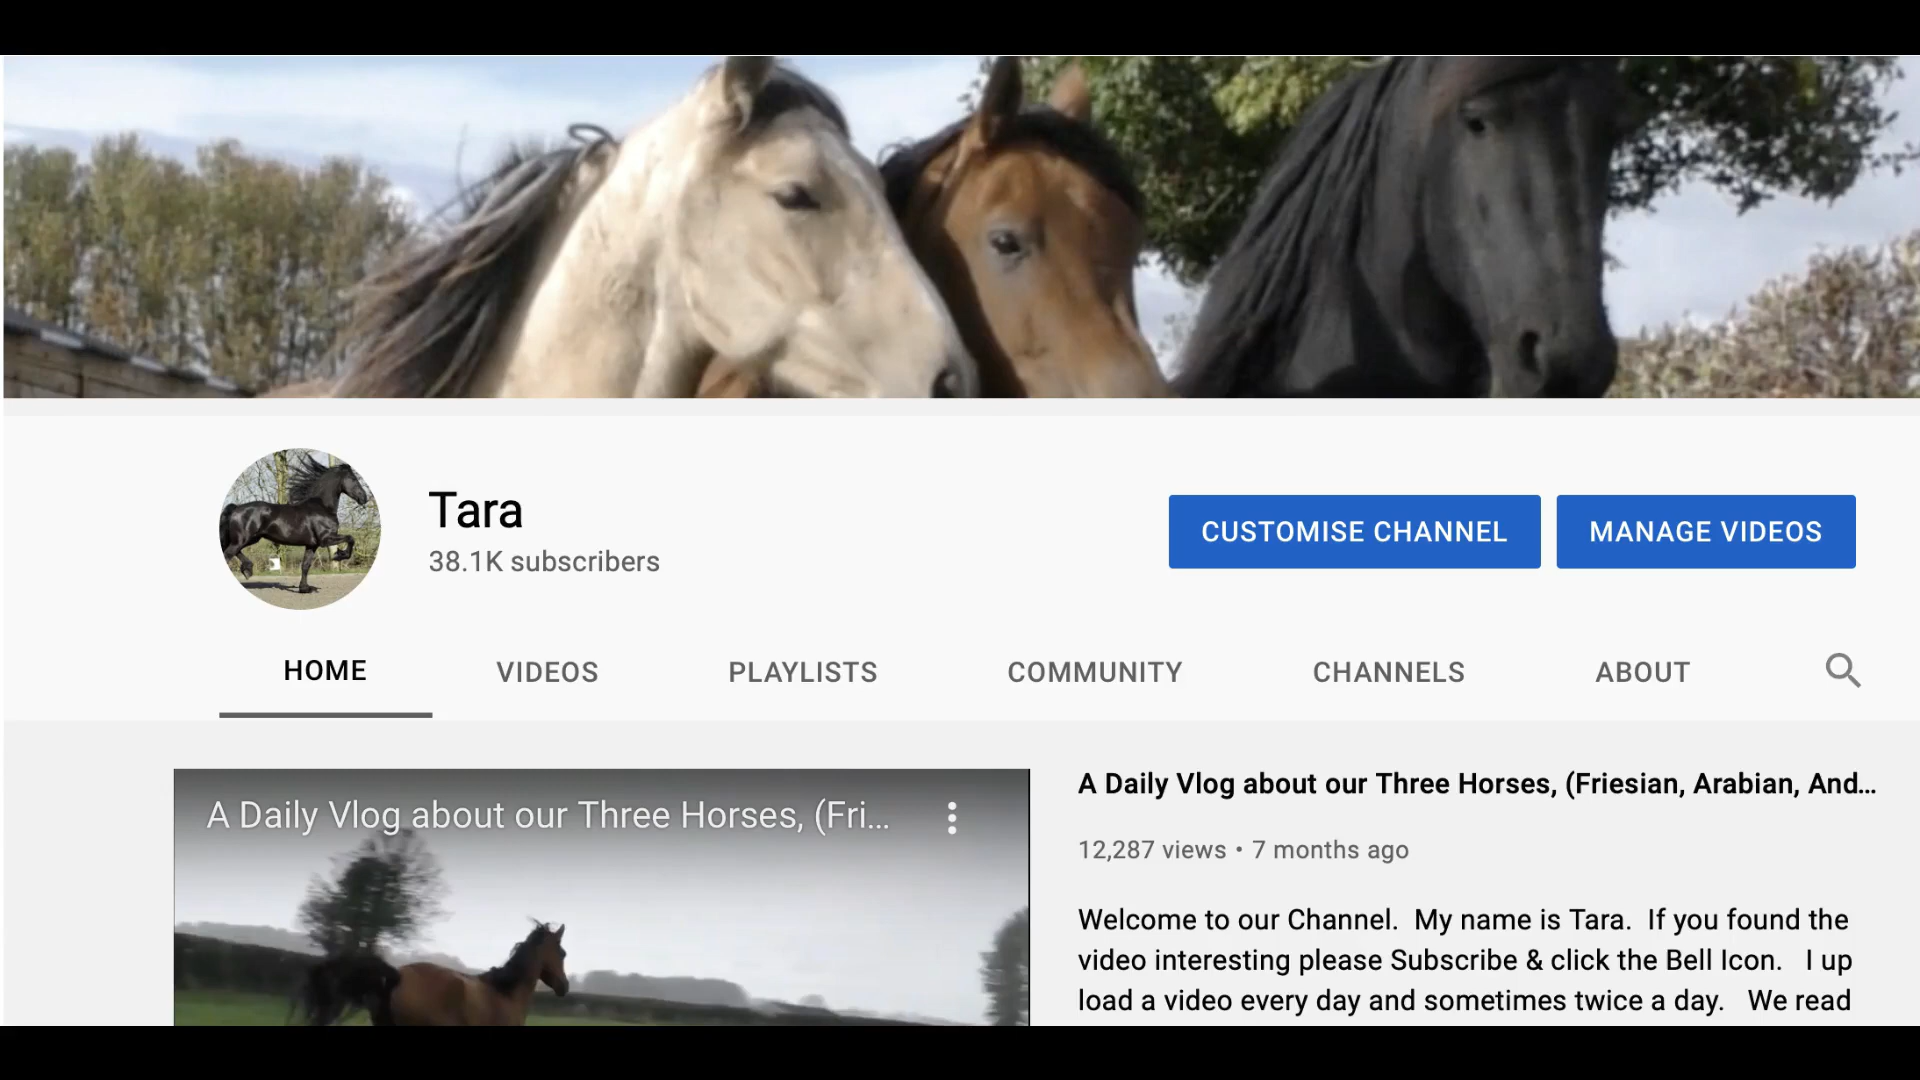 Tara
38.1K subscribers
CUSTOMISE CHANNEL
MANAGE VIDEOS
HOME
VIDEOS
PLAYLISTS
COMMUNITY
CHANNELS
ABOUT
A Daily Vlog about our Three Horses, (Fri...
A Daily Vlog about our Three Horses, (Friesian, Arabian, And...
12,287 views • 7 months ago
Welcome to our Channel.  My name is Tara.  If you found the
video interesting please Subscribe & click the Bell Icon.   I up
load a video every day and sometimes twice a day.   We read